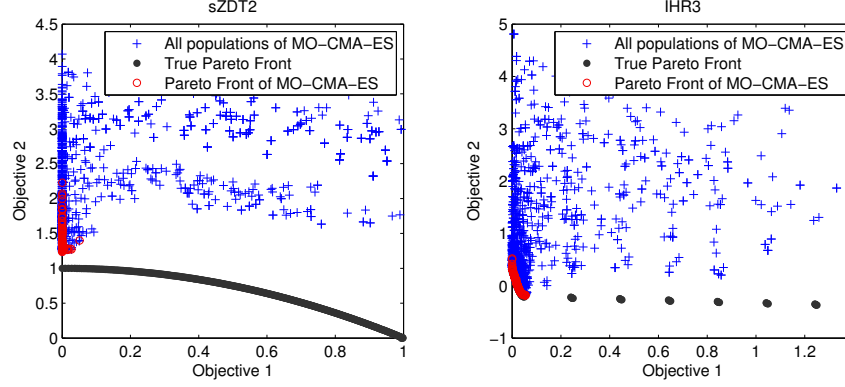 sZDT2
4.5
4
3.5
3
2.5
2
1.5
1
0.5
0
Objective 2
All populations of MO-CMA-ES
True Pareto Front
Pareto Front of MO-CMA-ES
0 0.2 0.4 0.6 0.8 1
Objective 1
IHR3
5
4
3
2
1
0
−1
Objective 2
All populations of MO-CMA-ES
True Pareto Front
Pareto Front of MO-CMA-ES
0 0.2 0.4 0.6 0.8 1 1.2
Objective 1